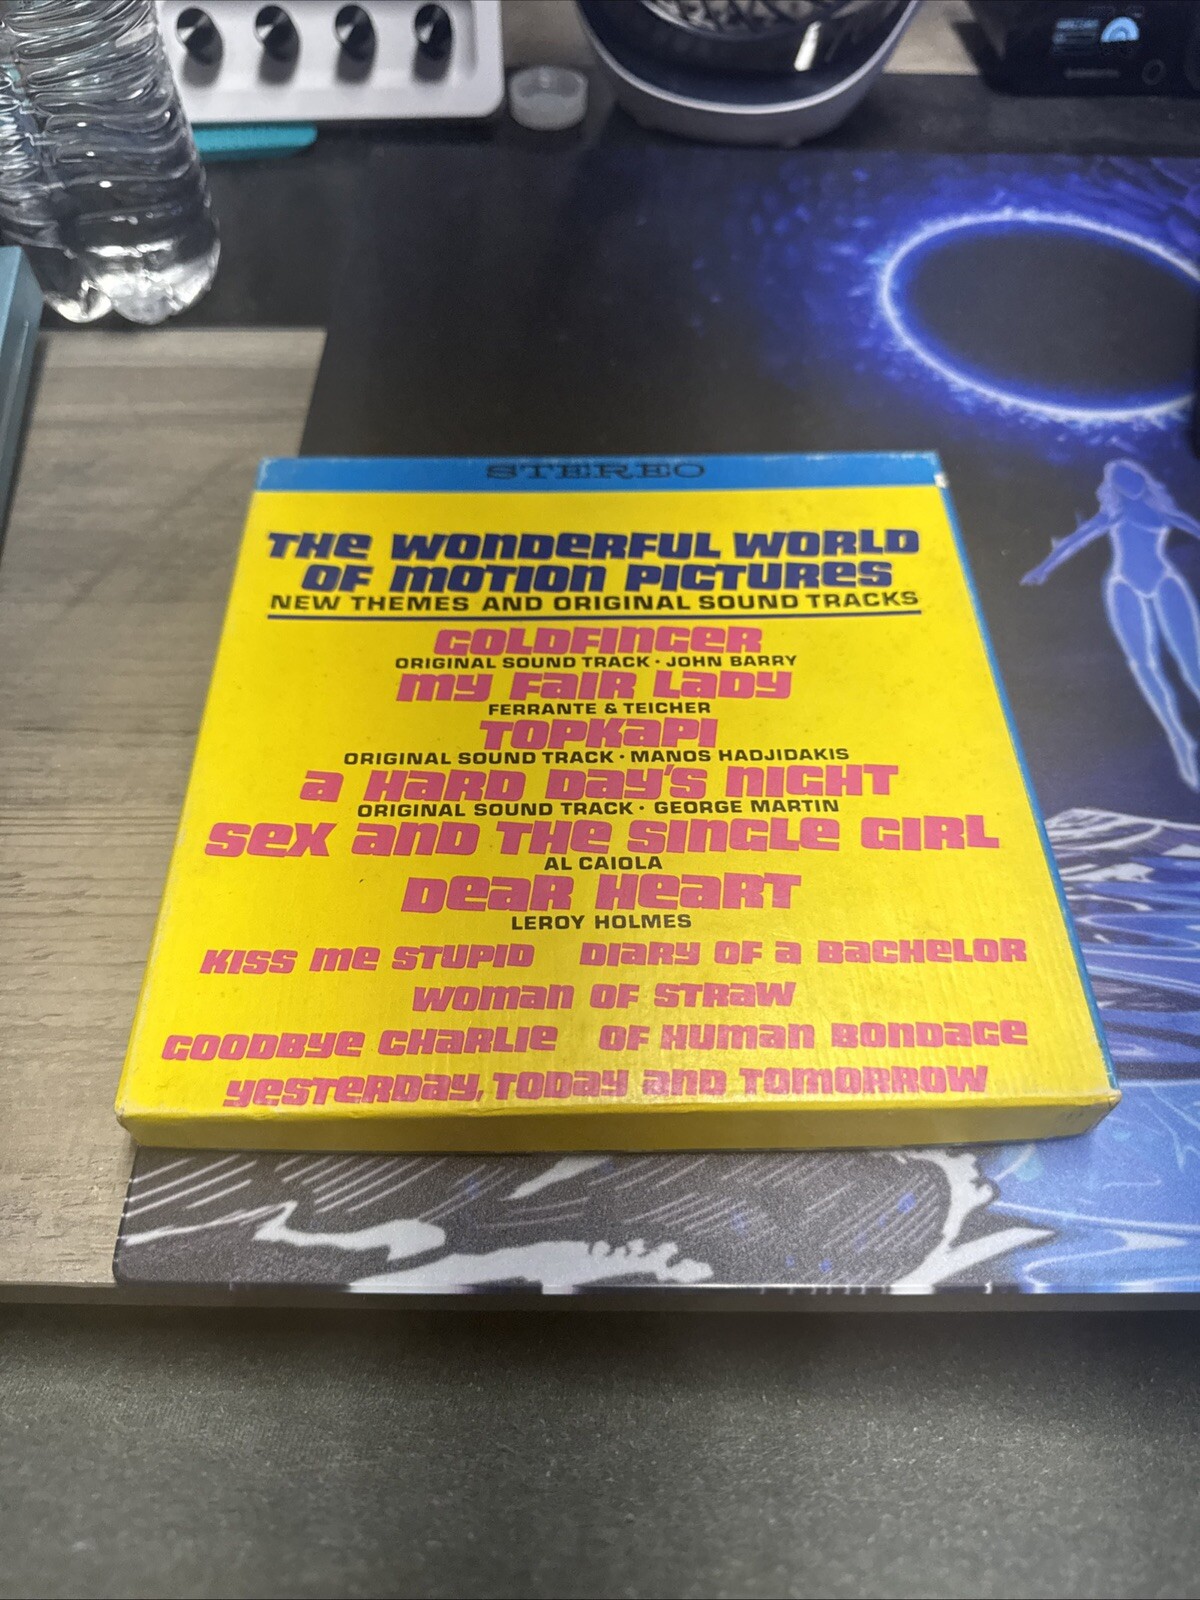 STEREO
THE WONDERFUL WORLD
OF MOTION PICTURES
NEW THEMES AND ORIGINAL SOUND TRACKS
GOLDFINGER
ORIGINAL SOUND TRACK · JOHN BARRY
MY FAIR LADY
FERRANTE & TEICHER
TOPKAPI
ORIGINAL SOUND TRACK · MANOS HADJIDAKIS
A HARD DAY'S NIGHT
ORIGINAL SOUND TRACK · GEORGE MARTIN
SEX AND THE SINGLE GIRL
AL CAIOLA
DEAR HEART
LEROY HOLMES
KISS ME STUPID DIARY OF A BACHELOR
WOMAN OF STRAW
GOODBYE CHARLIE OF HUMAN BONDAGE
YESTERDAY, TODAY AND TOMORROW